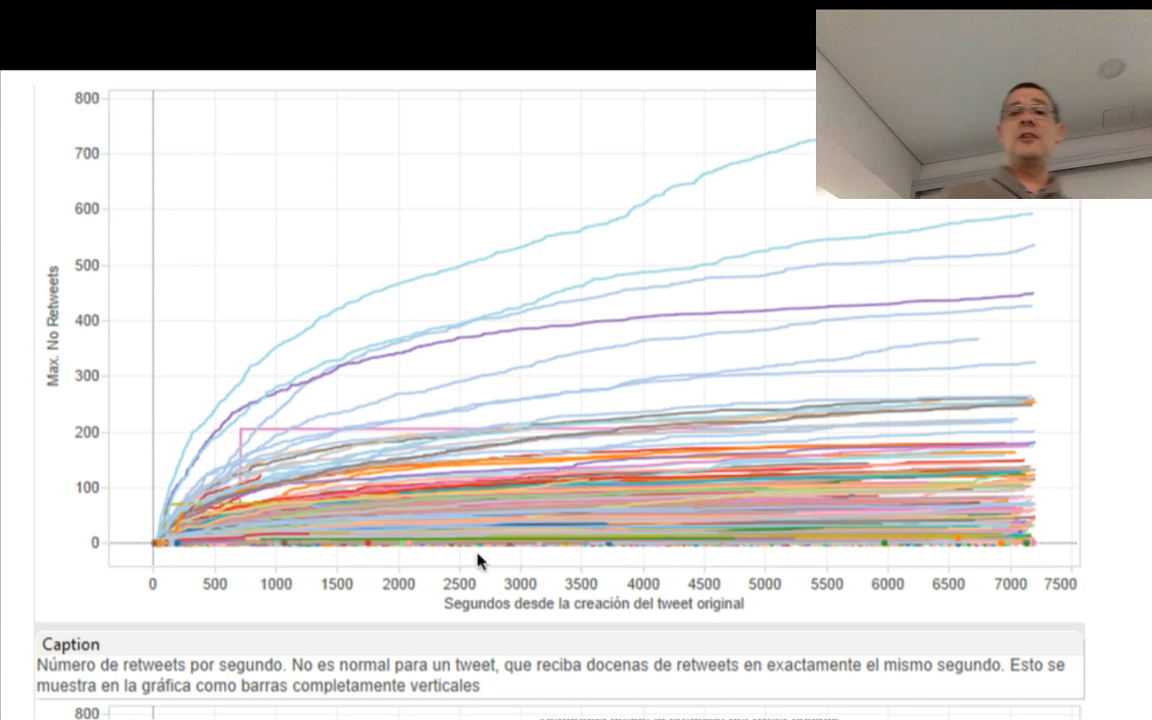 800
700
600
500
400
300
200
100
0
Max. No Retweets
0 500 1000 1500 2000 2500 3000 3500 4000 4500 5000 5500 6000 6500 7000 7500
Segundos desde la creación del tweet original
Caption
Número de retweets por segundo. No es normal para un tweet, que reciba docenas de retweets en exactamente el mismo segundo. Esto se
muestra en la gráfica como barras completamente verticales
800